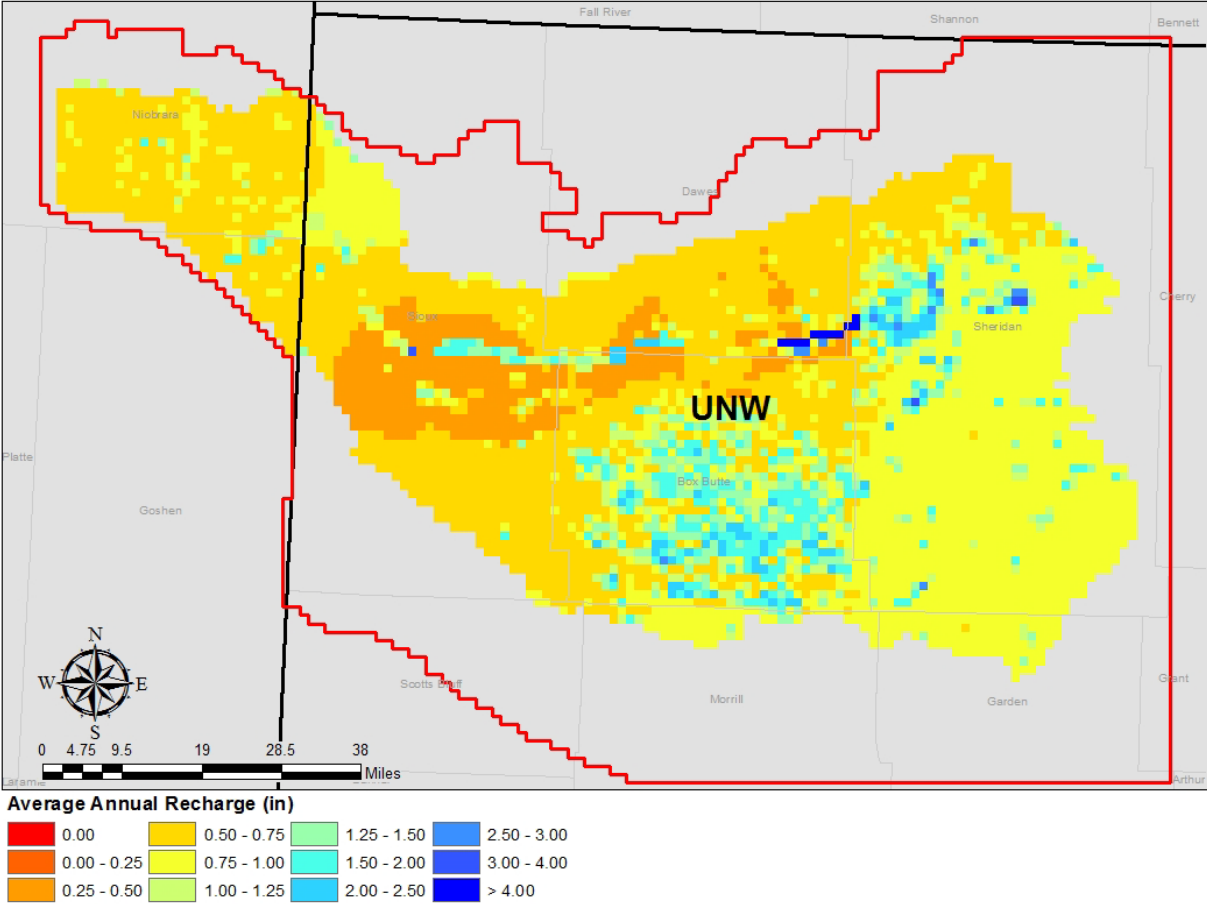 Fall River
Shannon
Bennett
Niobrara
Dawes
Cherry
Sioux
Sheridan
UNW
Platte
Box Butte
Goshen
N
W E
S
Scotts Bluff
Morrill
Garden
Grant
0 4.75 9.5 19 28.5 38
Miles
Laramie
Arthur
Average Annual Recharge (in)
0.00 0.50 - 0.75 1.25 - 1.50 2.50 - 3.00
0.00 - 0.25 0.75 - 1.00 1.50 - 2.00 3.00 - 4.00
0.25 - 0.50 1.00 - 1.25 2.00 - 2.50 > 4.00